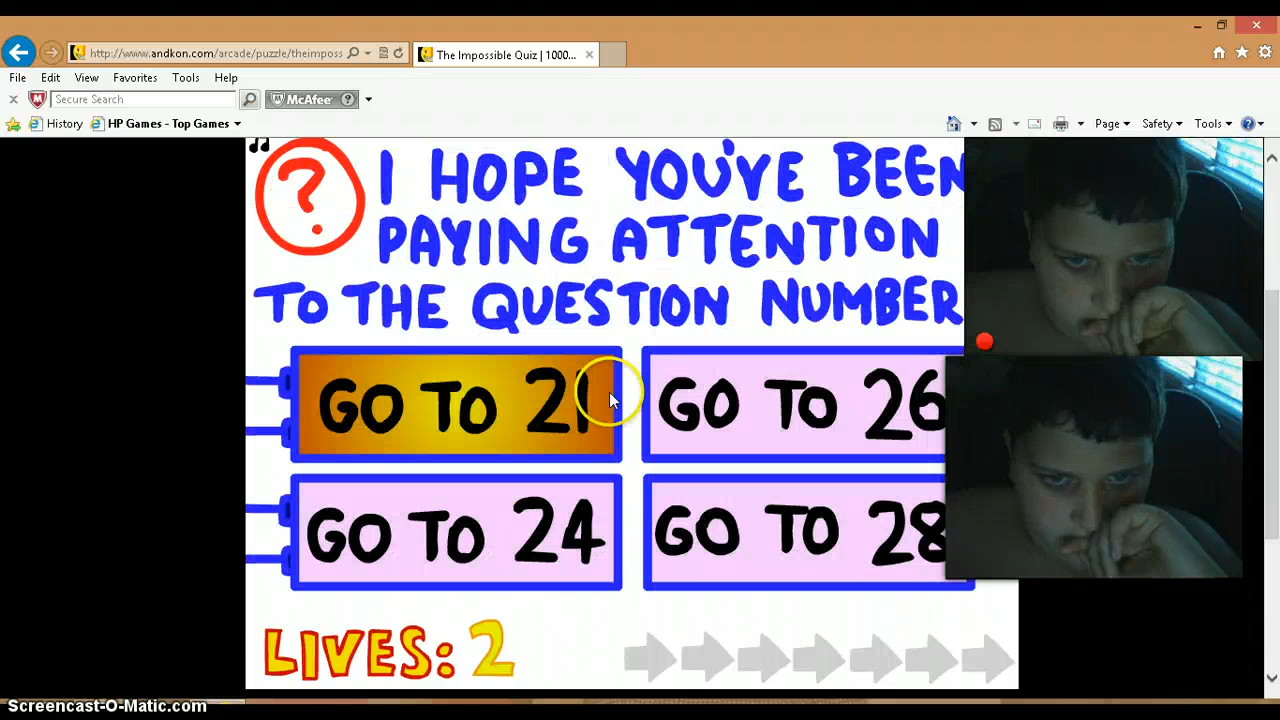 http://www.andkon.com/arcade/puzzle/theimposs
The Impossible Quiz | 1000...
File Edit View Favorites Tools Help
Secure Search McAfee
History HP Games - Top Games
Page Safety Tools
? I HOPE YOU'VE BEEN
PAYING ATTENTION
TO THE QUESTION NUMBER
GO TO 21 GO TO 26
GO TO 24 GO TO 28
LIVES: 2
Screencast-O-Matic.com